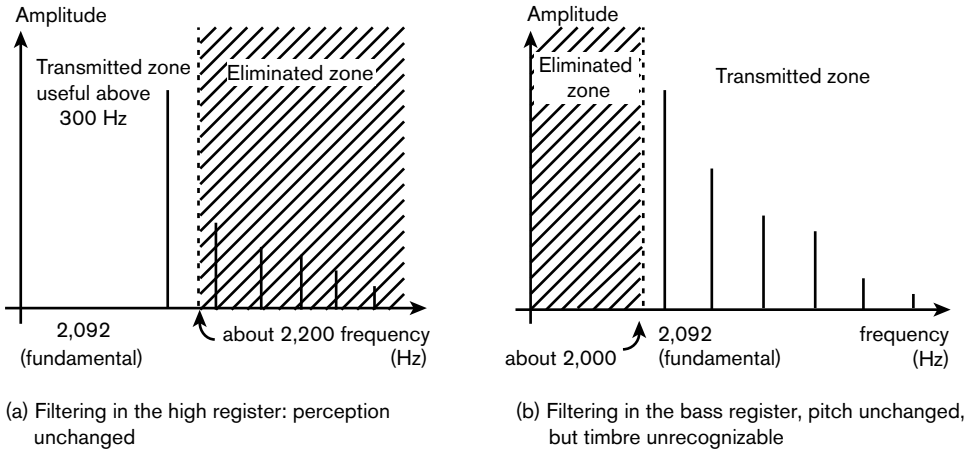 Amplitude
Transmitted zone
useful above
300 Hz
Eliminated zone
2,092
(fundamental)
about 2,200 frequency
(Hz)
(a) Filtering in the high register: perception
unchanged
Amplitude
Eliminated
zone
Transmitted zone
about 2,000
2,092
(fundamental)
frequency
(Hz)
(b) Filtering in the bass register, pitch unchanged,
but timbre unrecognizable